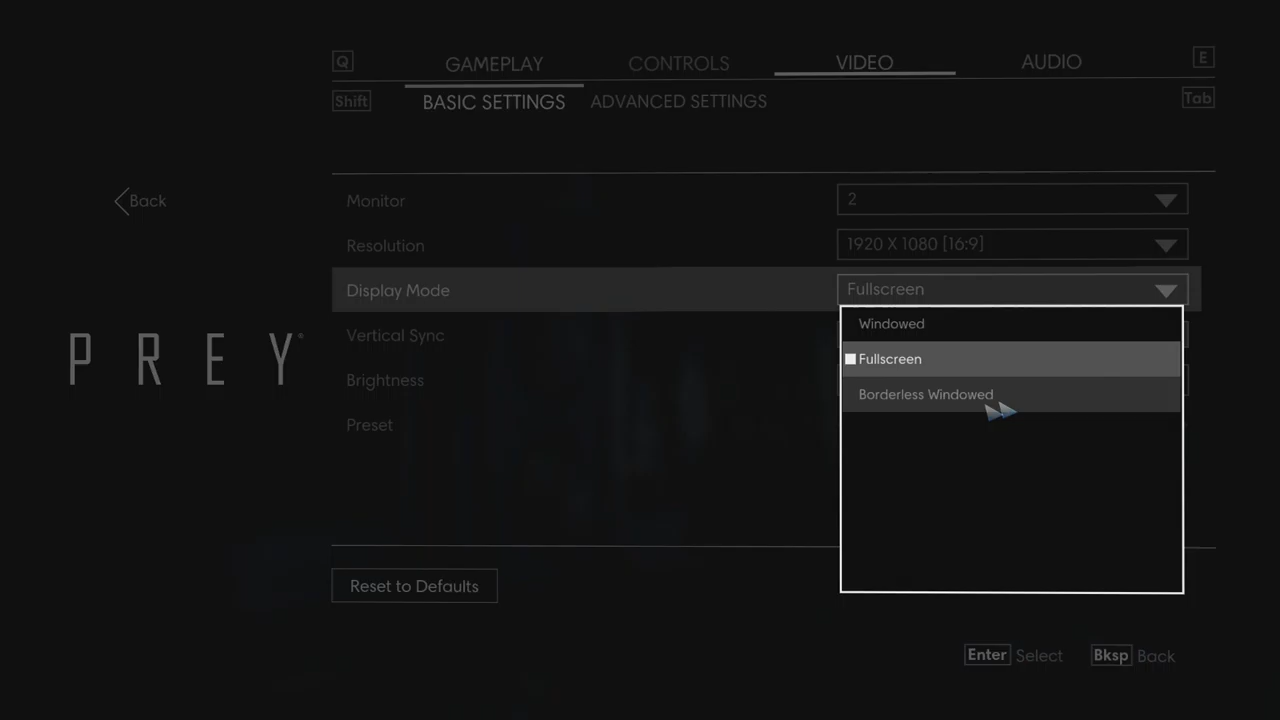 Q GAMEPLAY CONTROLS VIDEO AUDIO E
Shift BASIC SETTINGS ADVANCED SETTINGS Tab
Back
Monitor 2
Resolution 1920 X 1080 [16:9]
Display Mode Fullscreen
Windowed
Vertical Sync
Fullscreen
Brightness
Borderless Windowed
Preset
PREY®
Reset to Defaults
Enter Select Bksp Back